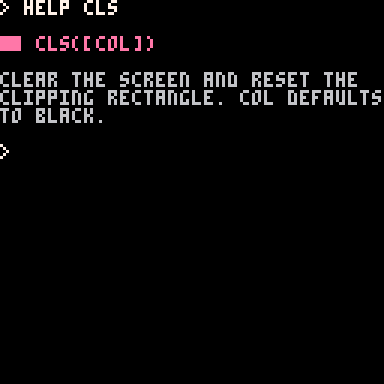 > HELP CLS
CLS([COL])
CLEAR THE SCREEN AND RESET THE
CLIPPING RECTANGLE. COL DEFAULTS
TO BLACK.
>